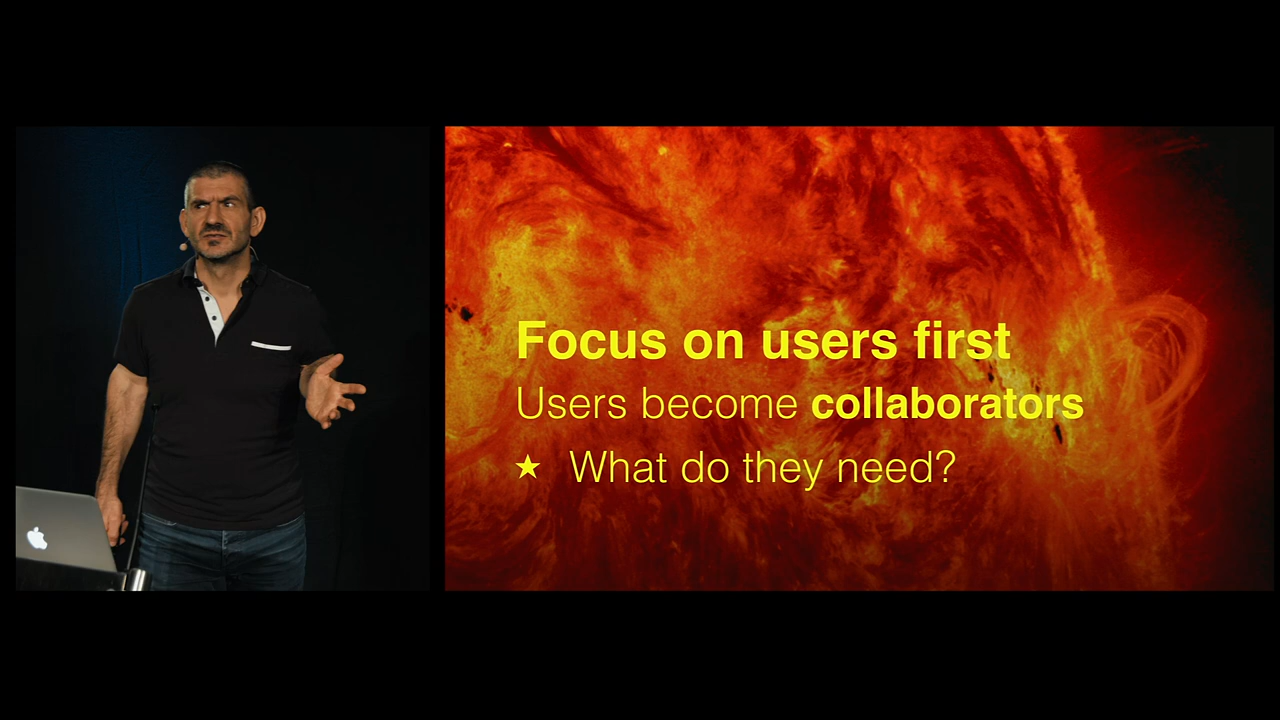 Focus on users first
Users become collaborators
★ What do they need?